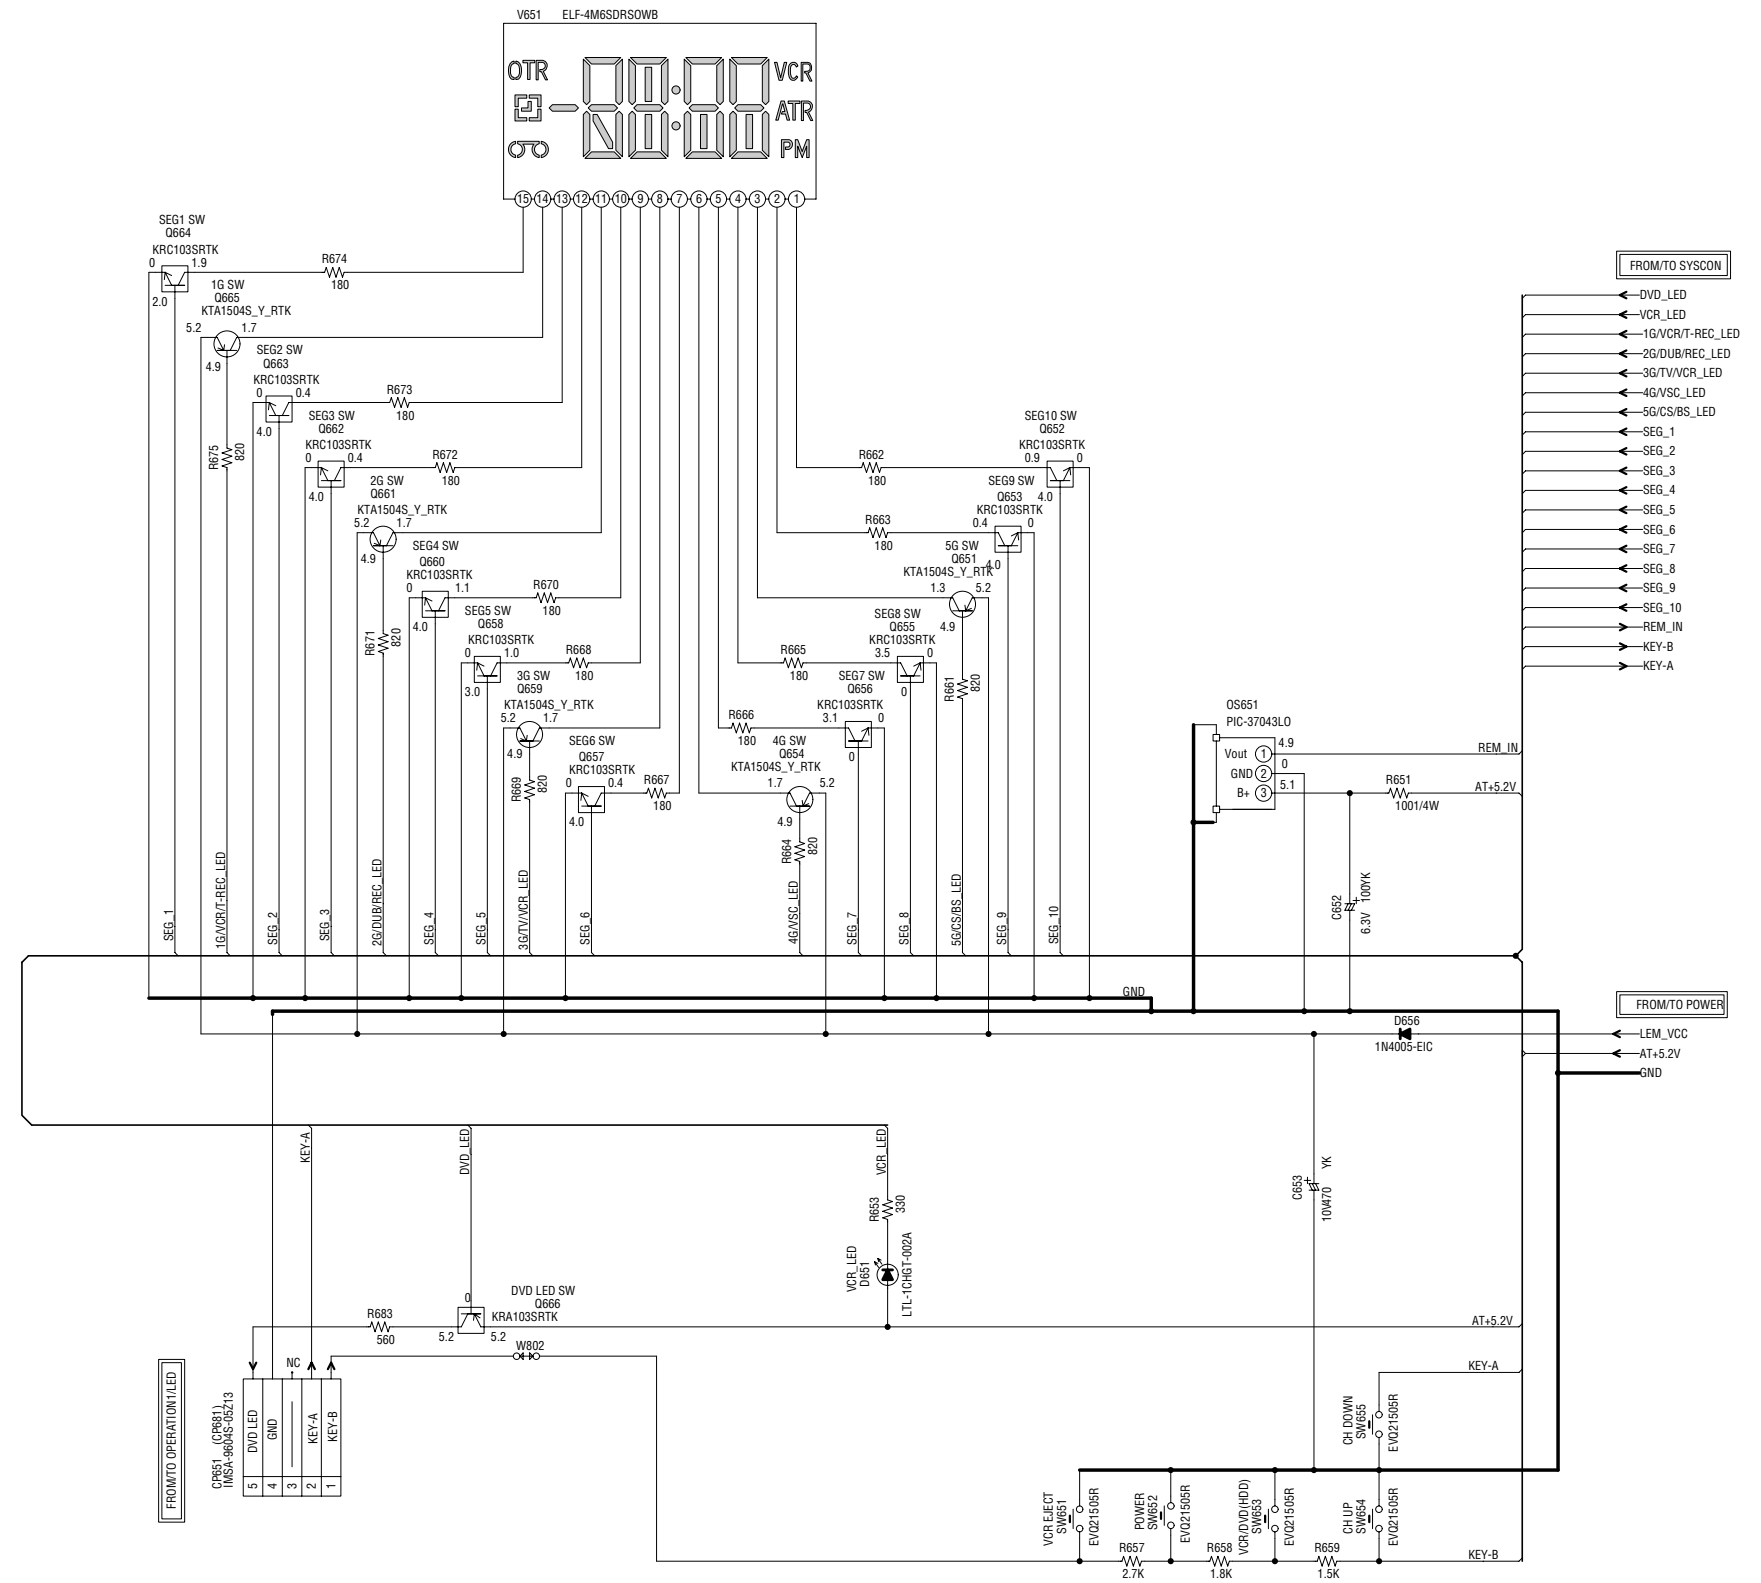 V651 ELF-4M6SDRSOWB
OTR
VCR
ATR
PM
15 14 13 12 11 10 9 8 7 6 5 4 3 2 1
SEG1 SW
Q664
KRC103SRTK
0 1.9
2.0
R674
180
1G SW
Q665
KTA1504S_Y_RTK
5.2 1.7
4.9
R675
820
SEG2 SW
Q663
KRC103SRTK
0 0.4
4.0
R673
180
SEG3 SW
Q662
KRC103SRTK
0 0.4
4.0
R672
180
2G SW
Q661
KTA1504S_Y_RTK
5.2 1.7
4.9
R671
820
SEG4 SW
Q660
KRC103SRTK
0 1.1
4.0
R670
180
SEG5 SW
Q658
KRC103SRTK
0 1.0
3.0
R668
180
3G SW
Q659
KTA1504S_Y_RTK
5.2 1.7
4.9
R669
820
SEG6 SW
Q657
KRC103SRTK
0 0.4
4.0
R667
180
SEG10 SW
Q652
KRC103SRTK
0.9 0
4.0
R662
180
SEG9 SW
Q653
KRC103SRTK
0.4 0
4.0
R663
180
5G SW
Q651
KTA1504S_Y_RTK
1.3 5.2
4.9
R661
820
SEG8 SW
Q655
KRC103SRTK
3.5 0
0
R665
180
SEG7 SW
Q656
KRC103SRTK
3.1 0
0
R666
180
4G SW
Q654
KTA1504S_Y_RTK
1.7 5.2
4.9
R664
820
SEG_1
1G/VCR/T-REC_LED
SEG_2
SEG_3
2G/DUB/REC_LED
SEG_4
SEG_5
3G/TV/VCR_LED
SEG_6
4G/VSC_LED
SEG_7
SEG_8
5G/CS/BS_LED
SEG_9
SEG_10
FROM/TO SYSCON
DVD_LED
VCR_LED
1G/VCR/T-REC_LED
2G/DUB/REC_LED
3G/TV/VCR_LED
4G/VSC_LED
5G/CS/BS_LED
SEG_1
SEG_2
SEG_3
SEG_4
SEG_5
SEG_6
SEG_7
SEG_8
SEG_9
SEG_10
REM_IN
KEY-B
KEY-A
OS651
PIC-37043LO
Vout 1 4.9
GND 2 0
B+ 3 5.1
REM_IN
R651
1001/4W
AT+5.2V
C652
6.3V 100YK
GND
FROM/TO POWER
D656
1N4005-EIC
LEM_VCC
AT+5.2V
GND
C653
10V470 YK
KEY-A
DVD_LED
VCR_LED
R653
330
VCR_LED
D651
LTL-1CHGT-002A
DVD LED SW
Q666
KRA103SRTK
0
5.2 5.2
R683
560
AT+5.2V
W802
NC
FROM/TO OPERATION1/LED
CP651 (CP681)
IMSA-9604S-05Z13
DVD LED 5
GND 4
3
KEY-A 2
KEY-B 1
KEY-A
CH DOWN
SW655
EVQ21505R
VCR EJECT
SW651
EVQ21505R
POWER
SW652
EVQ21505R
VCR/DVD(HDD)
SW653
EVQ21505R
CH UP
SW654
EVQ21505R
R657
2.7K
R658
1.8K
R659
1.5K
KEY-B